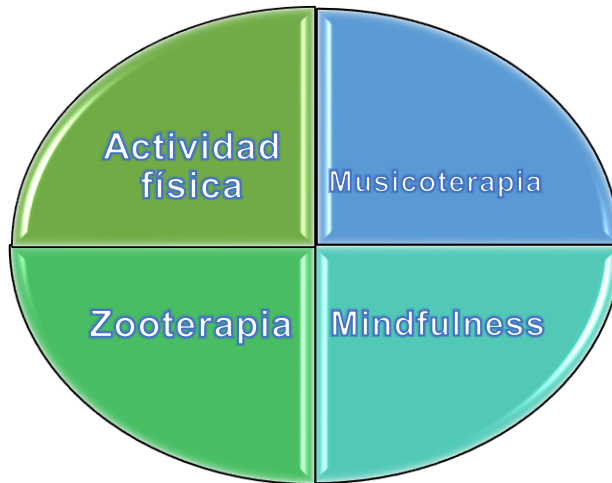 Actividad
física
Musicoterapia
Zooterapia
Mindfulness